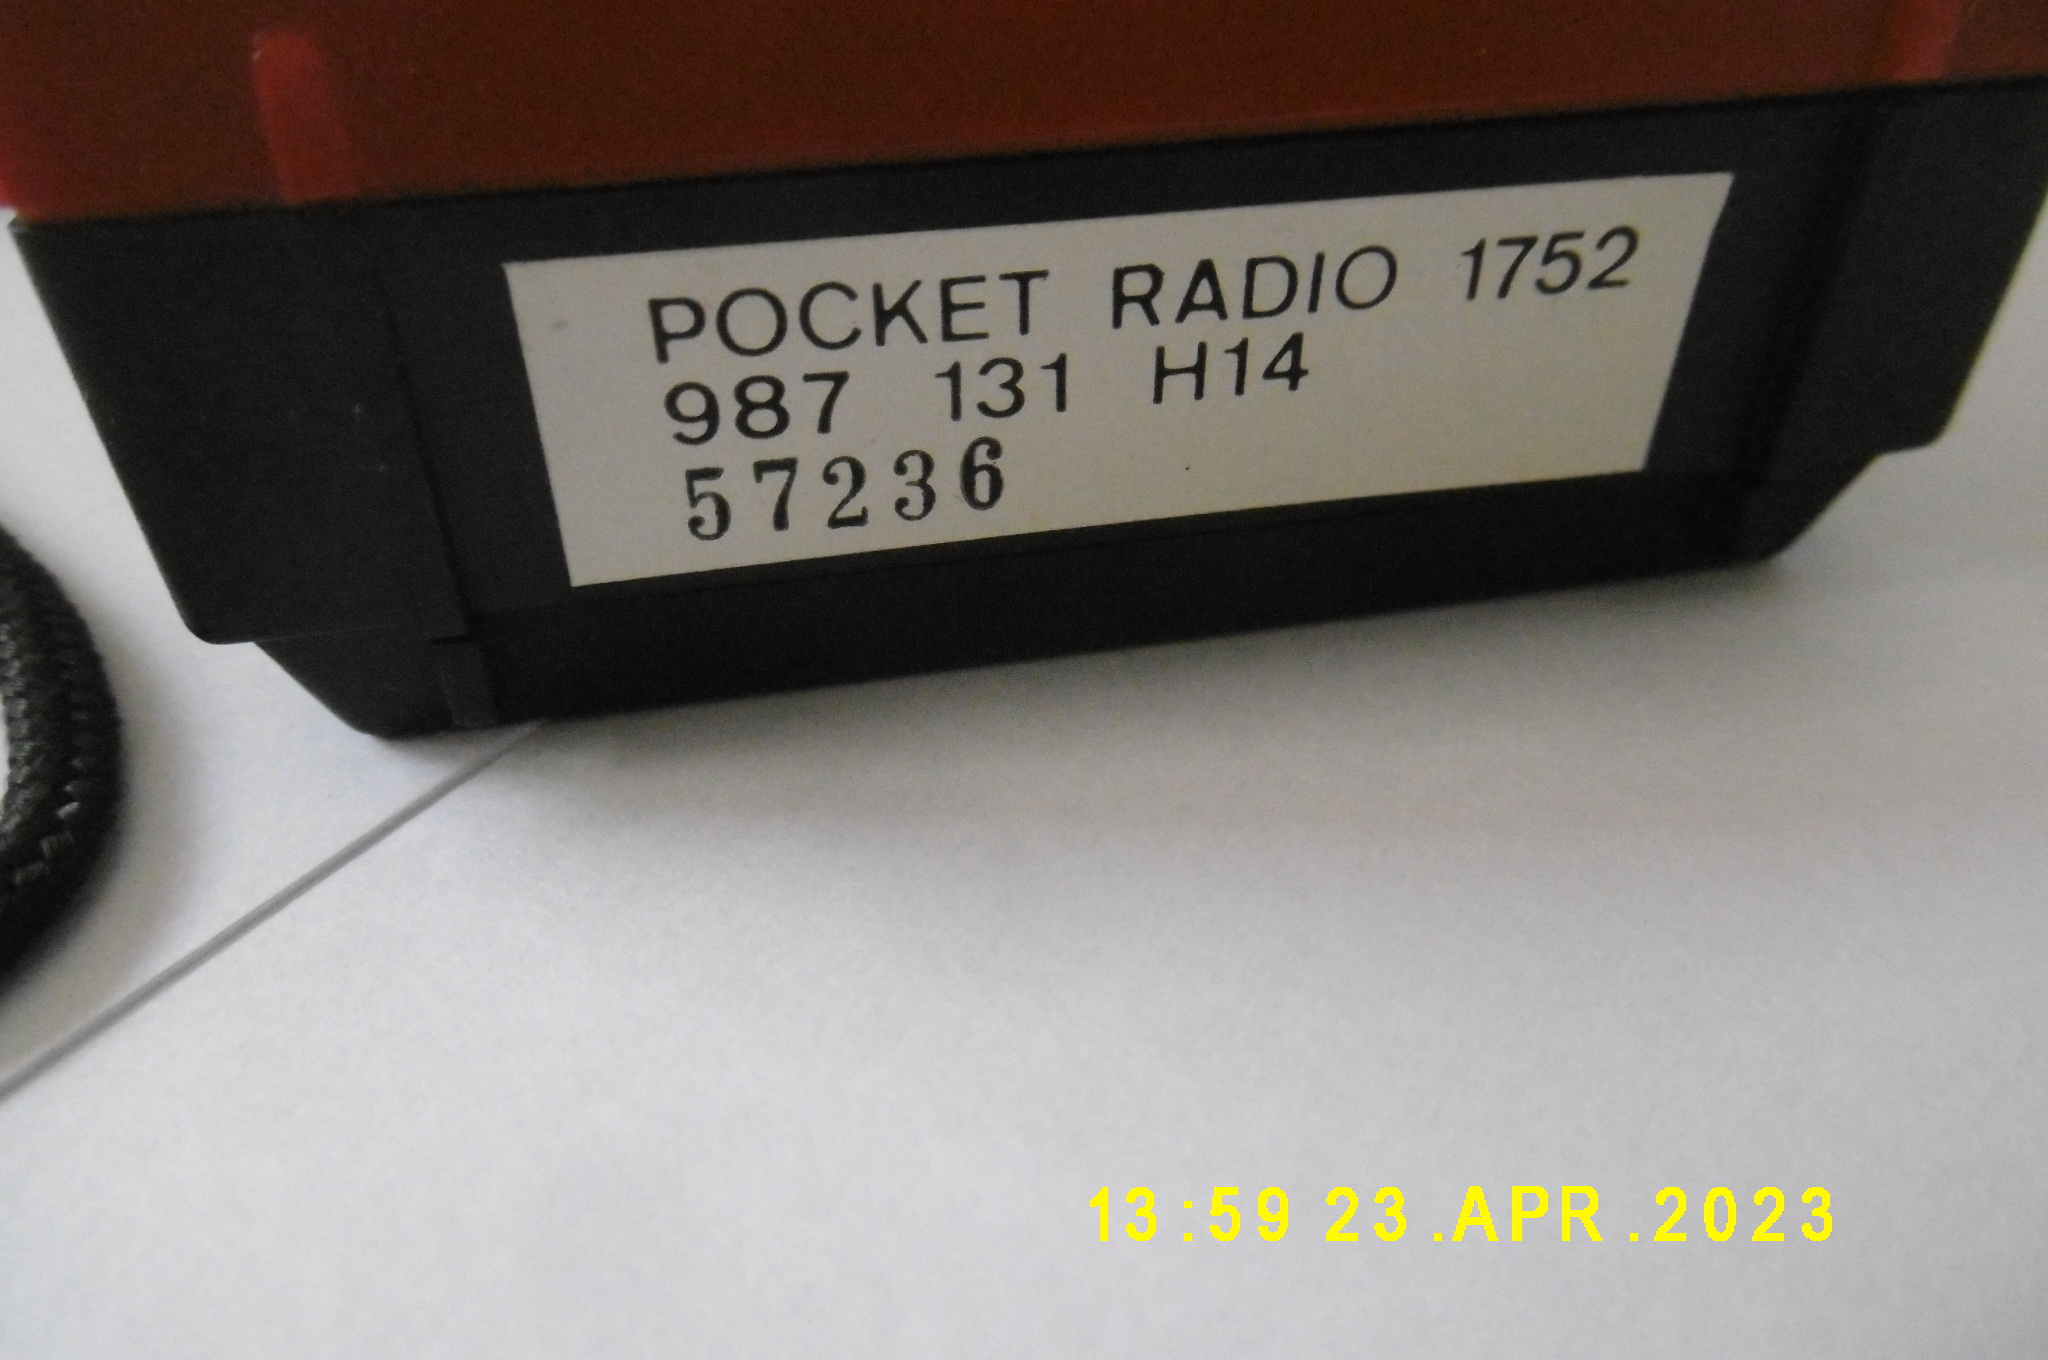 POCKET RADIO 1752
987 131 H14
57236
13:59 23.APR.2023